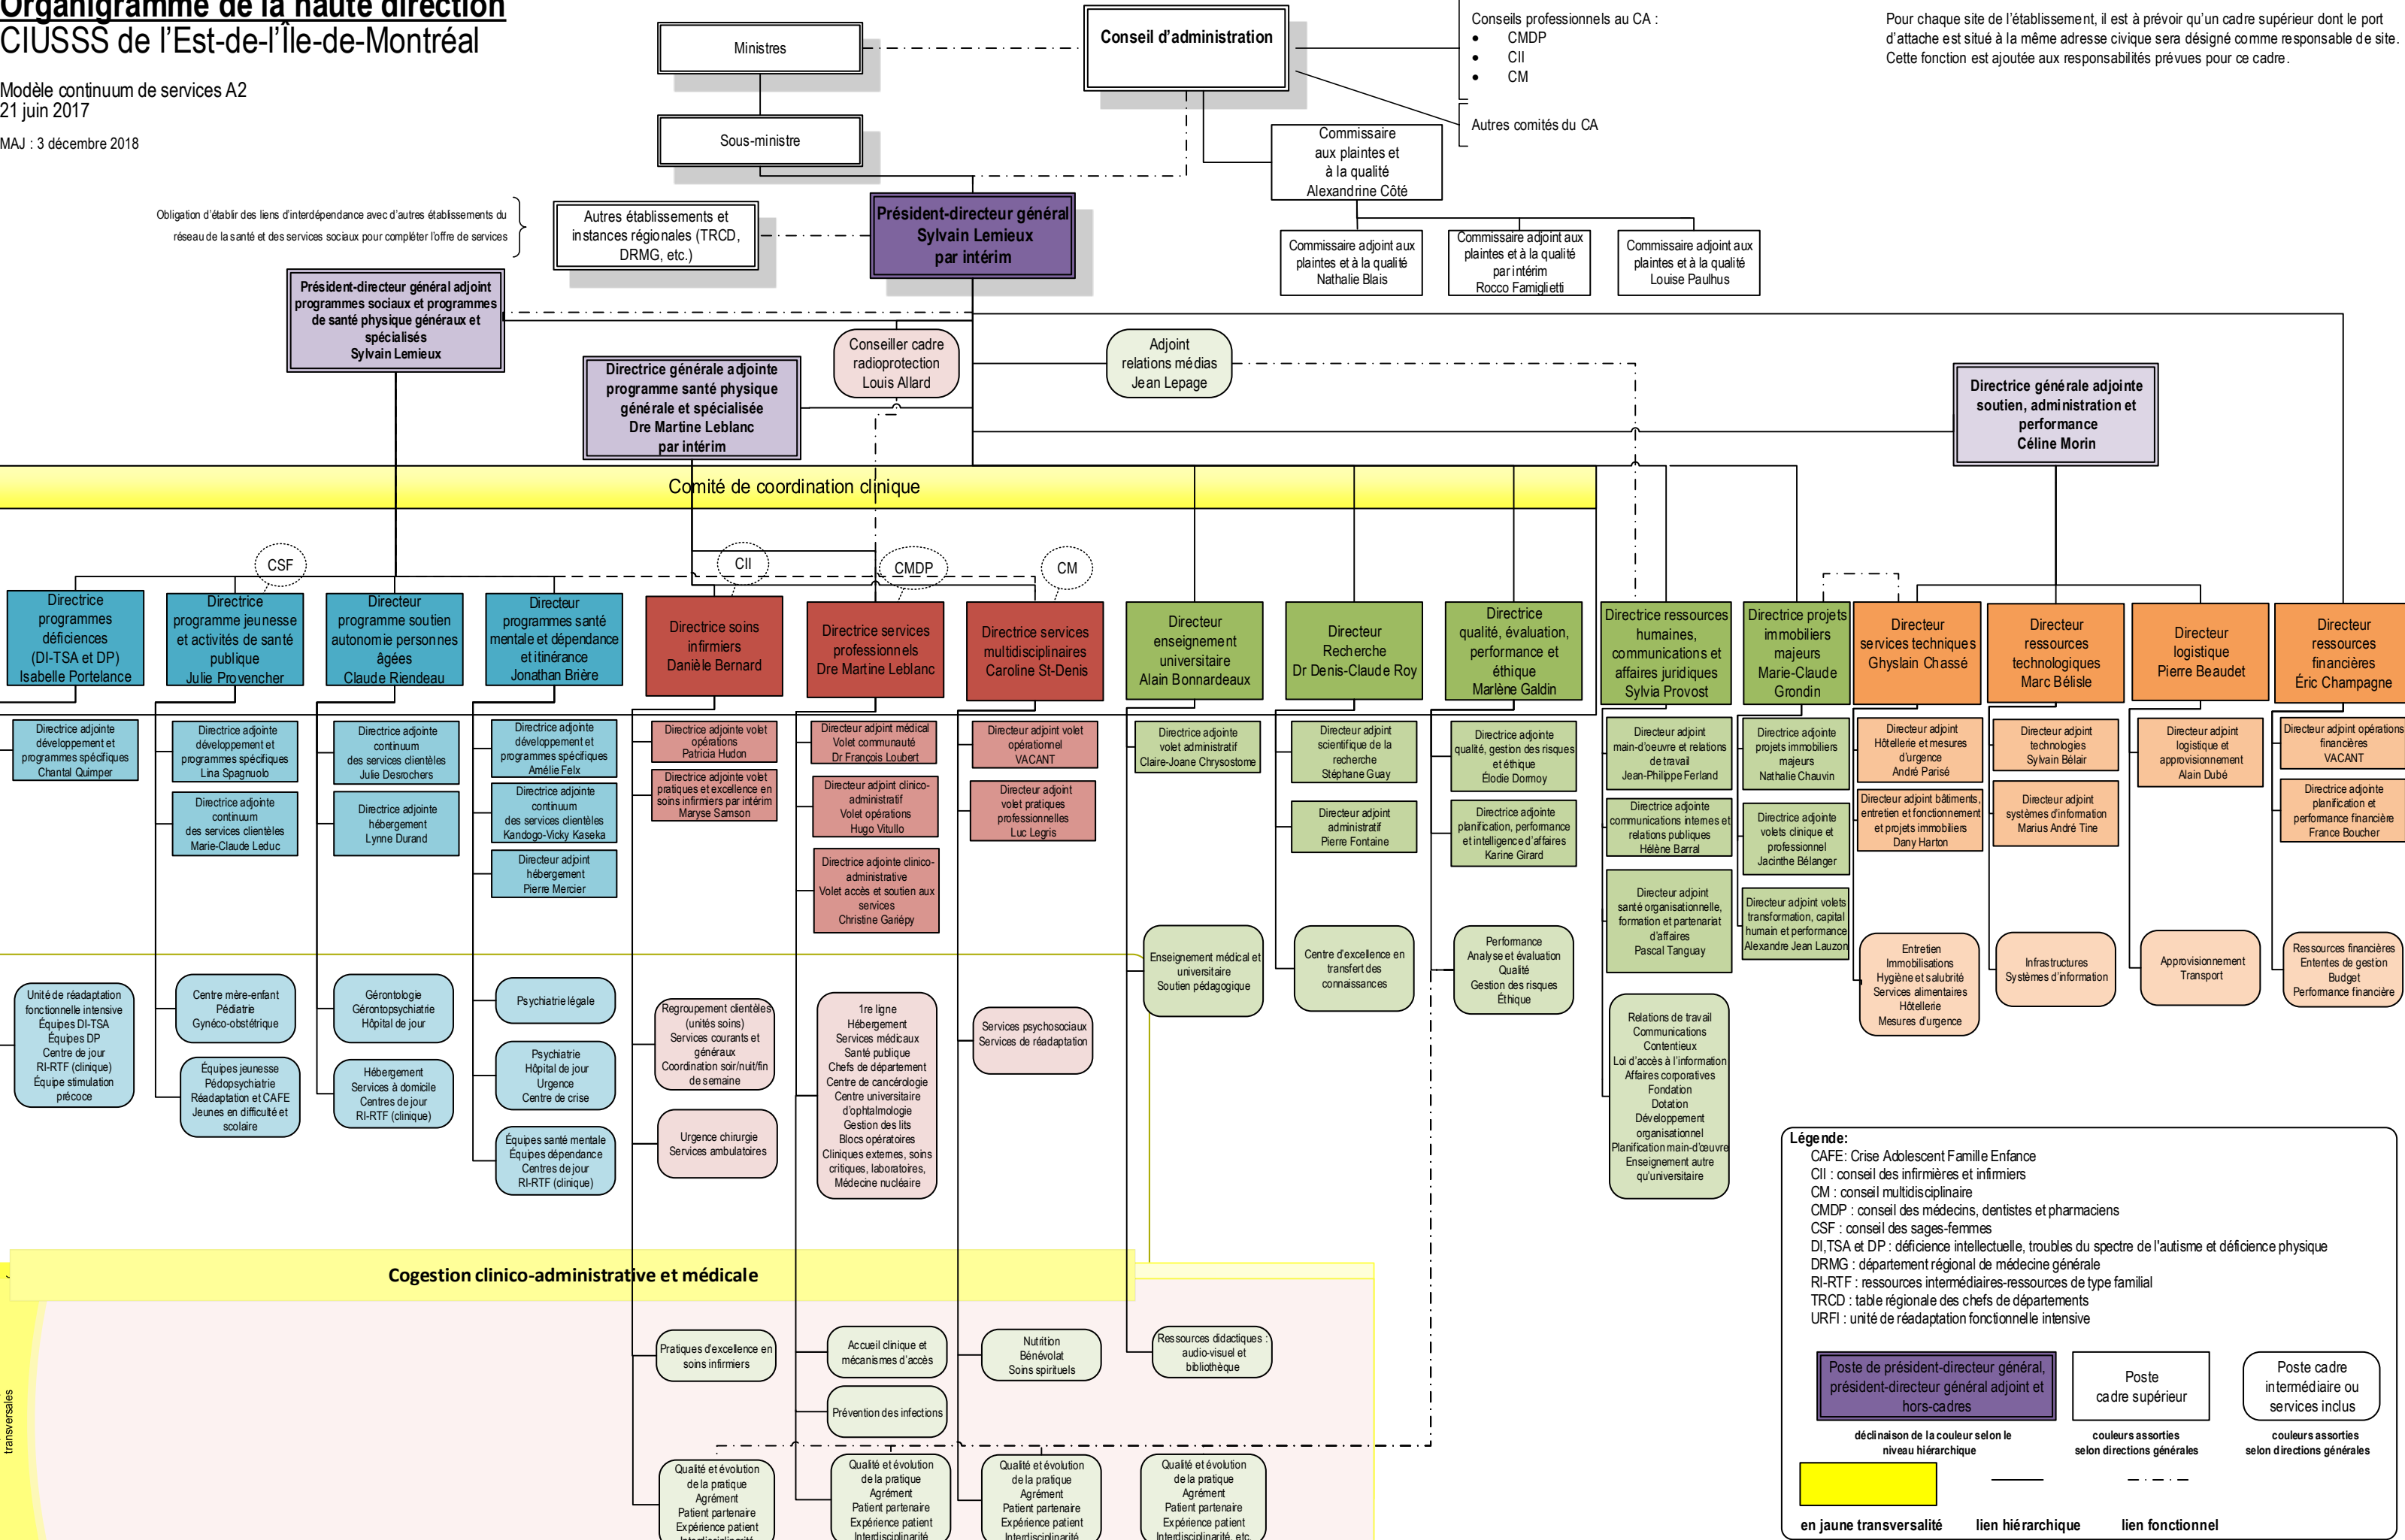 Organigramme de la haute direction
CIUSSS de l'Est-de-l'Île-de-Montréal
Modèle continuum de services A2
21 juin 2017
MAJ : 3 décembre 2018
Ministres
Sous-ministre
Conseil d'administration
Conseils professionnels au CA :
• CMDP
• CII
• CM
Autres comités du CA
Pour chaque site de l'établissement, il est à prévoir qu'un cadre supérieur dont le port
d'attache est situé à la même adresse civique sera désigné comme responsable de site.
Cette fonction est ajoutée aux responsabilités prévues pour ce cadre.
Commissaire
aux plaintes et
à la qualité
Alexandrine Côté
Commissaire adjoint aux
plaintes et à la qualité
Nathalie Blais
Commissaire adjoint aux
plaintes et à la qualité
par intérim
Rocco Famiglietti
Commissaire adjoint aux
plaintes et à la qualité
Louise Paulhus
Obligation d'établir des liens d'interdépendance avec d'autres établissements du
réseau de la santé et des services sociaux pour compléter l'offre de services
Autres établissements et
instances régionales (TRCD,
DRMG, etc.)
Président-directeur général
Sylvain Lemieux
par intérim
Président-directeur général adjoint
programmes sociaux et programmes
de santé physique généraux et
spécialisés
Sylvain Lemieux
Directrice générale adjointe
programme santé physique
générale et spécialisée
Dre Martine Leblanc
par intérim
Conseiller cadre
radioprotection
Louis Allard
Adjoint
relations médias
Jean Lepage
Directrice générale adjointe
soutien, administration et
performance
Céline Morin
Comité de coordination clinique
CSF
CII
CMDP
CM
Directrice
programmes
déficiences
(DI-TSA et DP)
Isabelle Portelance
Directrice
programme jeunesse
et activités de santé
publique
Julie Provencher
Directeur
programme soutien
autonomie personnes
âgées
Claude Riendeau
Directeur
programmes santé
mentale et dépendance
et itinérance
Jonathan Brière
Directrice soins
infirmiers
Danièle Bernard
Directrice services
professionnels
Dre Martine Leblanc
Directrice services
multidisciplinaires
Caroline St-Denis
Directeur
enseignement
universitaire
Alain Bonnardeaux
Directeur
Recherche
Dr Denis-Claude Roy
Directrice
qualité, évaluation,
performance et
éthique
Marlène Galdin
Directrice ressources
humaines,
communications et
affaires juridiques
Sylvia Provost
Directrice projets
immobiliers
majeurs
Marie-Claude
Grondin
Directeur
services techniques
Ghyslain Chassé
Directeur
ressources
technologiques
Marc Bélisle
Directeur
logistique
Pierre Beaudet
Directeur
ressources
financières
Éric Champagne
Directrice adjointe
développement et
programmes spécifiques
Chantal Quimper
Directrice adjointe
développement et
programmes spécifiques
Lina Spagnuolo
Directrice adjointe
continuum
des services clientèles
Marie-Claude Leduc
Directrice adjointe
continuum
des services clientèles
Julie Desrochers
Directrice adjointe
hébergement
Lynne Durand
Directrice adjointe
développement et
programmes spécifiques
Amélie Felx
Directrice adjointe
continuum
des services clientèles
Kandogo-Vicky Kaseka
Directeur adjoint
hébergement
Pierre Mercier
Directrice adjointe volet
opérations
Patricia Hudon
Directrice adjointe volet
pratiques et excellence en
soins infirmiers par intérim
Maryse Samson
Directeur adjoint médical
Volet communauté
Dr François Loubert
Directeur adjoint clinico-
administratif
Volet opérations
Hugo Vitullo
Directrice adjointe clinico-
administrative
Volet accès et soutien aux
services
Christine Gariépy
Directeur adjoint volet
opérationnel
VACANT
Directeur adjoint
volet pratiques
professionnelles
Luc Legris
Directrice adjointe
volet administratif
Claire-Joane Chrysostome
Directeur adjoint
scientifique de la
recherche
Stéphane Guay
Directeur adjoint
administratif
Pierre Fontaine
Directrice adjointe
qualité, gestion des risques
et éthique
Élodie Dormoy
Directrice adjointe
planification, performance
et intelligence d'affaires
Karine Girard
Directeur adjoint
main-d'oeuvre et relations
de travail
Jean-Philippe Ferland
Directrice adjointe
communications internes et
relations publiques
Hélène Barral
Directeur adjoint
santé organisationnelle,
formation et partenariat
d'affaires
Pascal Tanguay
Directrice adjointe
projets immobiliers
majeurs
Nathalie Chauvin
Directrice adjointe
volets clinique et
professionnel
Jacinthe Bélanger
Directeur adjoint volets
transformation, capital
humain et performance
Alexandre Jean Lauzon
Directeur adjoint
Hôtellerie et mesures
d'urgence
André Parisé
Directeur adjoint bâtiments,
entretien et fonctionnement
et projets immobiliers
Dany Harton
Directeur adjoint
technologies
Sylvain Bélair
Directeur adjoint
systèmes d'information
Marius André Tine
Directeur adjoint
logistique et
approvisionnement
Alain Dubé
Directeur adjoint opérations
financières
VACANT
Directrice adjointe
planification et
performance financière
France Boucher
Unité de réadaptation
fonctionnelle intensive
Équipes DI-TSA
Équipes DP
Centre de jour
RI-RTF (clinique)
Équipe stimulation
précoce
Centre mère-enfant
Pédiatrie
Gynéco-obstétrique
Équipes jeunesse
Pédopsychiatrie
Réadaptation et CAFE
Jeunes en difficulté et
scolaire
Gérontologie
Gérontopsychiatrie
Hôpital de jour
Hébergement
Services à domicile
Centres de jour
RI-RTF (clinique)
Psychiatrie légale
Psychiatrie
Hôpital de jour
Urgence
Centre de crise
Équipes santé mentale
Équipes dépendance
Centres de jour
RI-RTF (clinique)
Regroupement clientèles
(unités soins)
Services courants et
généraux
Coordination soir/nuit/fin
de semaine
Urgence chirurgie
Services ambulatoires
1re ligne
Hébergement
Services médicaux
Santé publique
Chefs de département
Centre de cancérologie
Centre universitaire
d'ophtalmologie
Gestion des lits
Blocs opératoires
Cliniques externes, soins
critiques, laboratoires,
Médecine nucléaire
Services psychosociaux
Services de réadaptation
Enseignement médical et
universitaire
Soutien pédagogique
Centre d'excellence en
transfert des
connaissances
Performance
Analyse et évaluation
Qualité
Gestion des risques
Éthique
Relations de travail
Communications
Contentieux
Loi d'accès à l'information
Affaires corporatives
Fondation
Dotation
Développement
organisationnel
Planification main-d'œuvre
Enseignement autre
qu'universitaire
Entretien
Immobilisations
Hygiène et salubrité
Services alimentaires
Hôtellerie
Mesures d'urgence
Infrastructures
Systèmes d'information
Approvisionnement
Transport
Ressources financières
Ententes de gestion
Budget
Performance financière
Cogestion clinico-administrative et médicale
transversales
Pratiques d'excellence en
soins infirmiers
Accueil clinique et
mécanismes d'accès
Prévention des infections
Nutrition
Bénévolat
Soins spirituels
Ressources didactiques :
audio-visuel et
bibliothèque
Qualité et évolution
de la pratique
Agrément
Patient partenaire
Expérience patient
Interdisciplinarité
Qualité et évolution
de la pratique
Agrément
Patient partenaire
Expérience patient
Interdisciplinarité
Qualité et évolution
de la pratique
Agrément
Patient partenaire
Expérience patient
Interdisciplinarité
Qualité et évolution
de la pratique
Agrément
Patient partenaire
Expérience patient
Interdisciplinarité, etc.
Légende:
CAFE: Crise Adolescent Famille Enfance
CII : conseil des infirmières et infirmiers
CM : conseil multidisciplinaire
CMDP : conseil des médecins, dentistes et pharmaciens
CSF : conseil des sages-femmes
DI,TSA et DP : déficience intellectuelle, troubles du spectre de l'autisme et déficience physique
DRMG : département régional de médecine générale
RI-RTF : ressources intermédiaires-ressources de type familial
TRCD : table régionale des chefs de départements
URFI : unité de réadaptation fonctionnelle intensive
Poste de président-directeur général,
président-directeur général adjoint et
hors-cadres
Poste
cadre supérieur
Poste cadre
intermédiaire ou
services inclus
déclinaison de la couleur selon le
niveau hiérarchique
couleurs assorties
selon directions générales
couleurs assorties
selon directions générales
en jaune transversalité
lien hiérarchique
lien fonctionnel